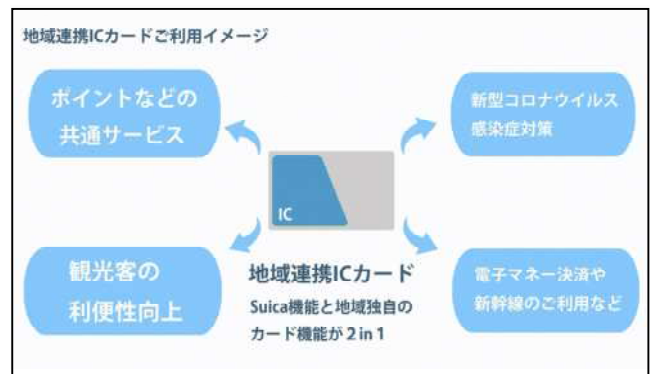 地域連携ICカードご利用イメージ
ポイントなどの
共通サービス
新型コロナウイルス
感染症対策
IC
観光客の
利便性向上
地域連携ICカード
Suica機能と地域独自の
カード機能が2in1
電子マネー決済や
新幹線のご利用など